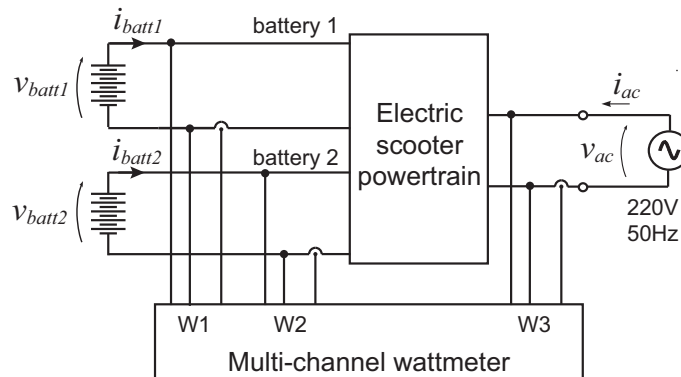 i_batt1
battery 1
v_batt1
i_ac
Electric
scooter
powertrain
v_ac
i_batt2
battery 2
v_batt2
220V
50Hz
W1
W2
W3
Multi-channel wattmeter